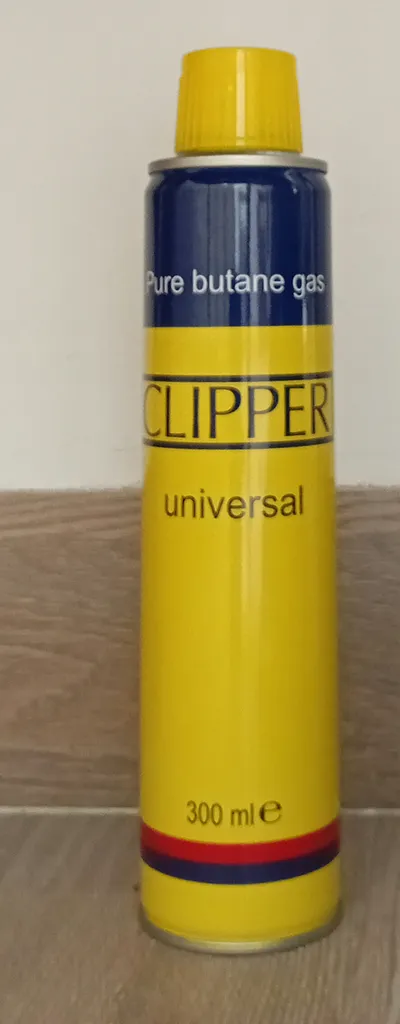 Pure butane gas
CLIPPER
universal
300 ml ℮